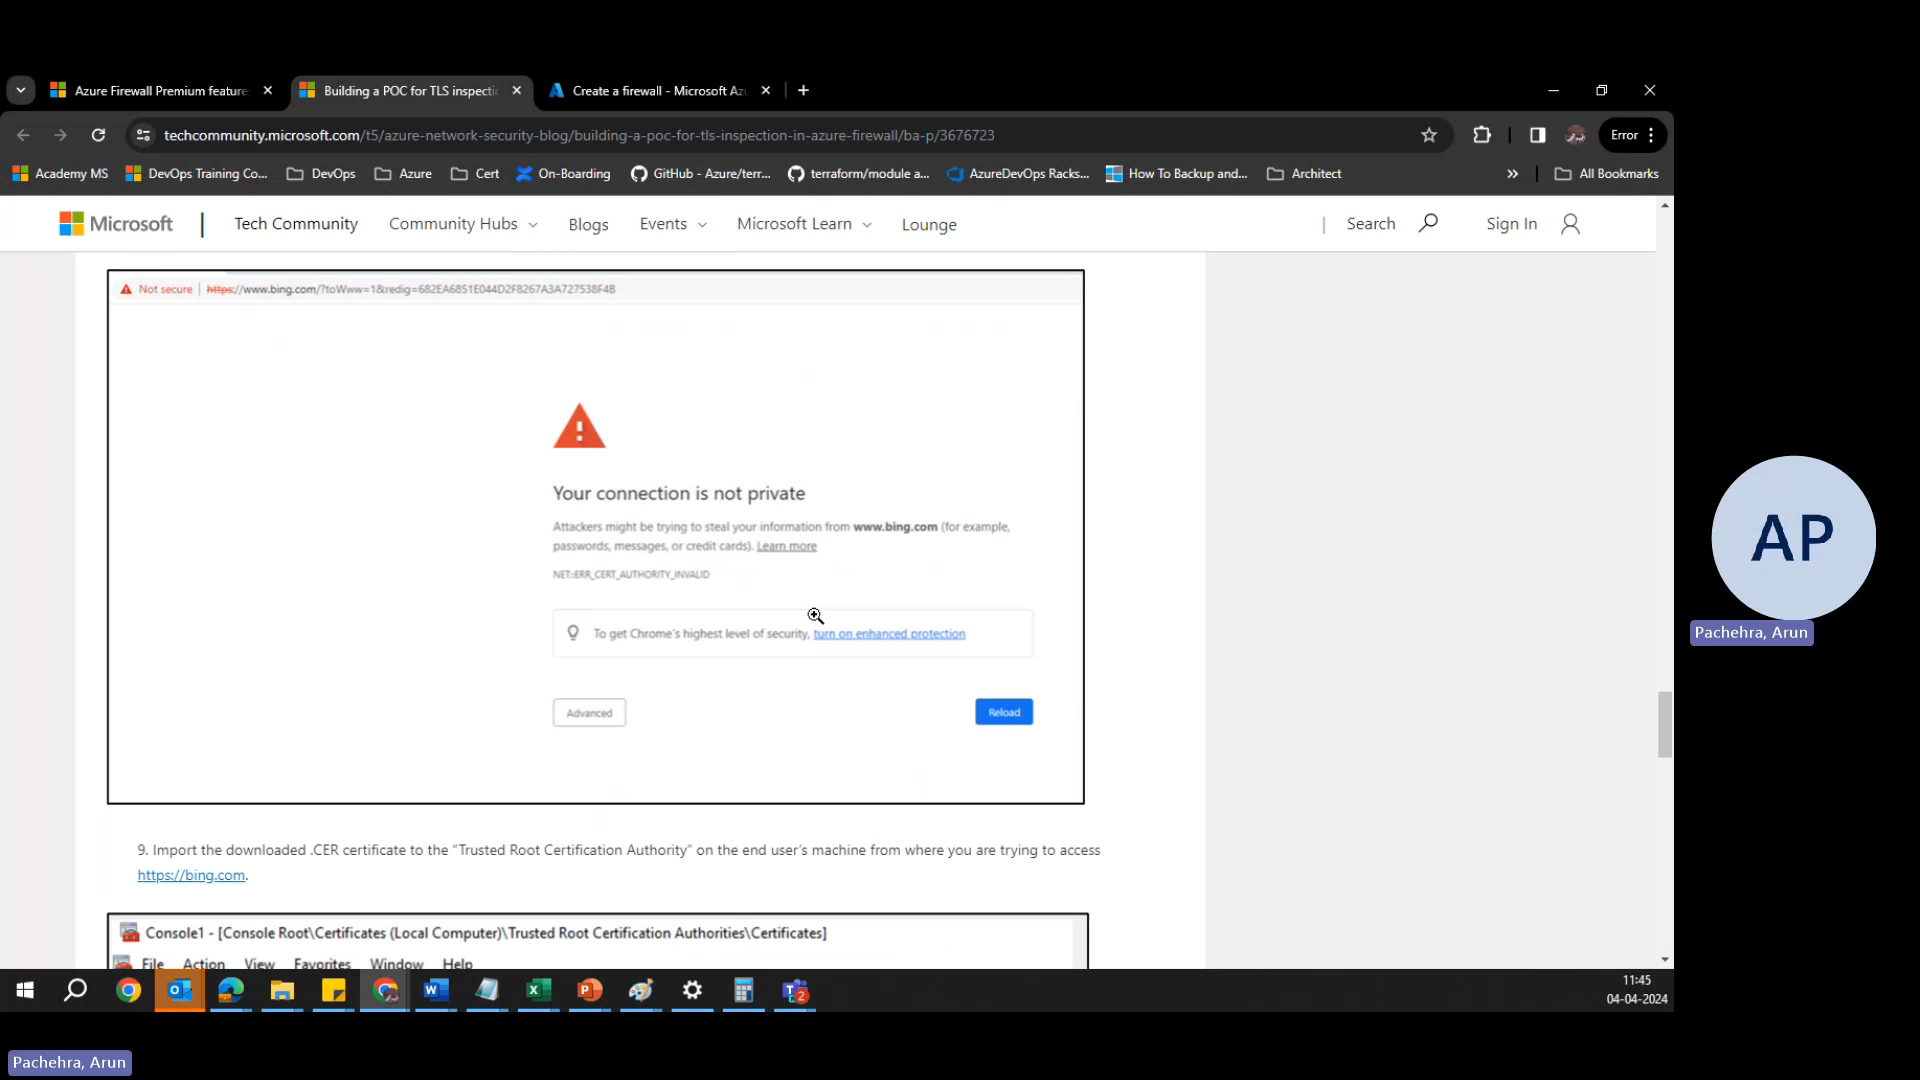 Azure Firewall Premium feature
Building a POC for TLS inspecti
Create a firewall - Microsoft Az
techcommunity.microsoft.com/t5/azure-network-security-blog/building-a-poc-for-tls-inspection-in-azure-firewall/ba-p/3676723
Error
Academy MS
DevOps Training Co...
DevOps
Azure
Cert
On-Boarding
GitHub - Azure/terr...
terraform/module a...
AzureDevOps Racks...
How To Backup and...
Architect
All Bookmarks
Microsoft
Tech Community
Community Hubs
Blogs
Events
Microsoft Learn
Lounge
Search
Sign In
Not secure | https://www.bing.com/?toWww=1&redig=682EA6851E044D2F8267A3A727538F4B
Your connection is not private
Attackers might be trying to steal your information from www.bing.com (for example,
passwords, messages, or credit cards). Learn more
NET::ERR_CERT_AUTHORITY_INVALID
To get Chrome's highest level of security, turn on enhanced protection
Advanced
Reload
9. Import the downloaded .CER certificate to the “Trusted Root Certification Authority” on the end user’s machine from where you are trying to access
https://bing.com.
Console1 - [Console Root\Certificates (Local Computer)\Trusted Root Certification Authorities\Certificates]
File Action View Favorites Window Help
11:45
04-04-2024
AP
Pachehra, Arun
Pachehra, Arun